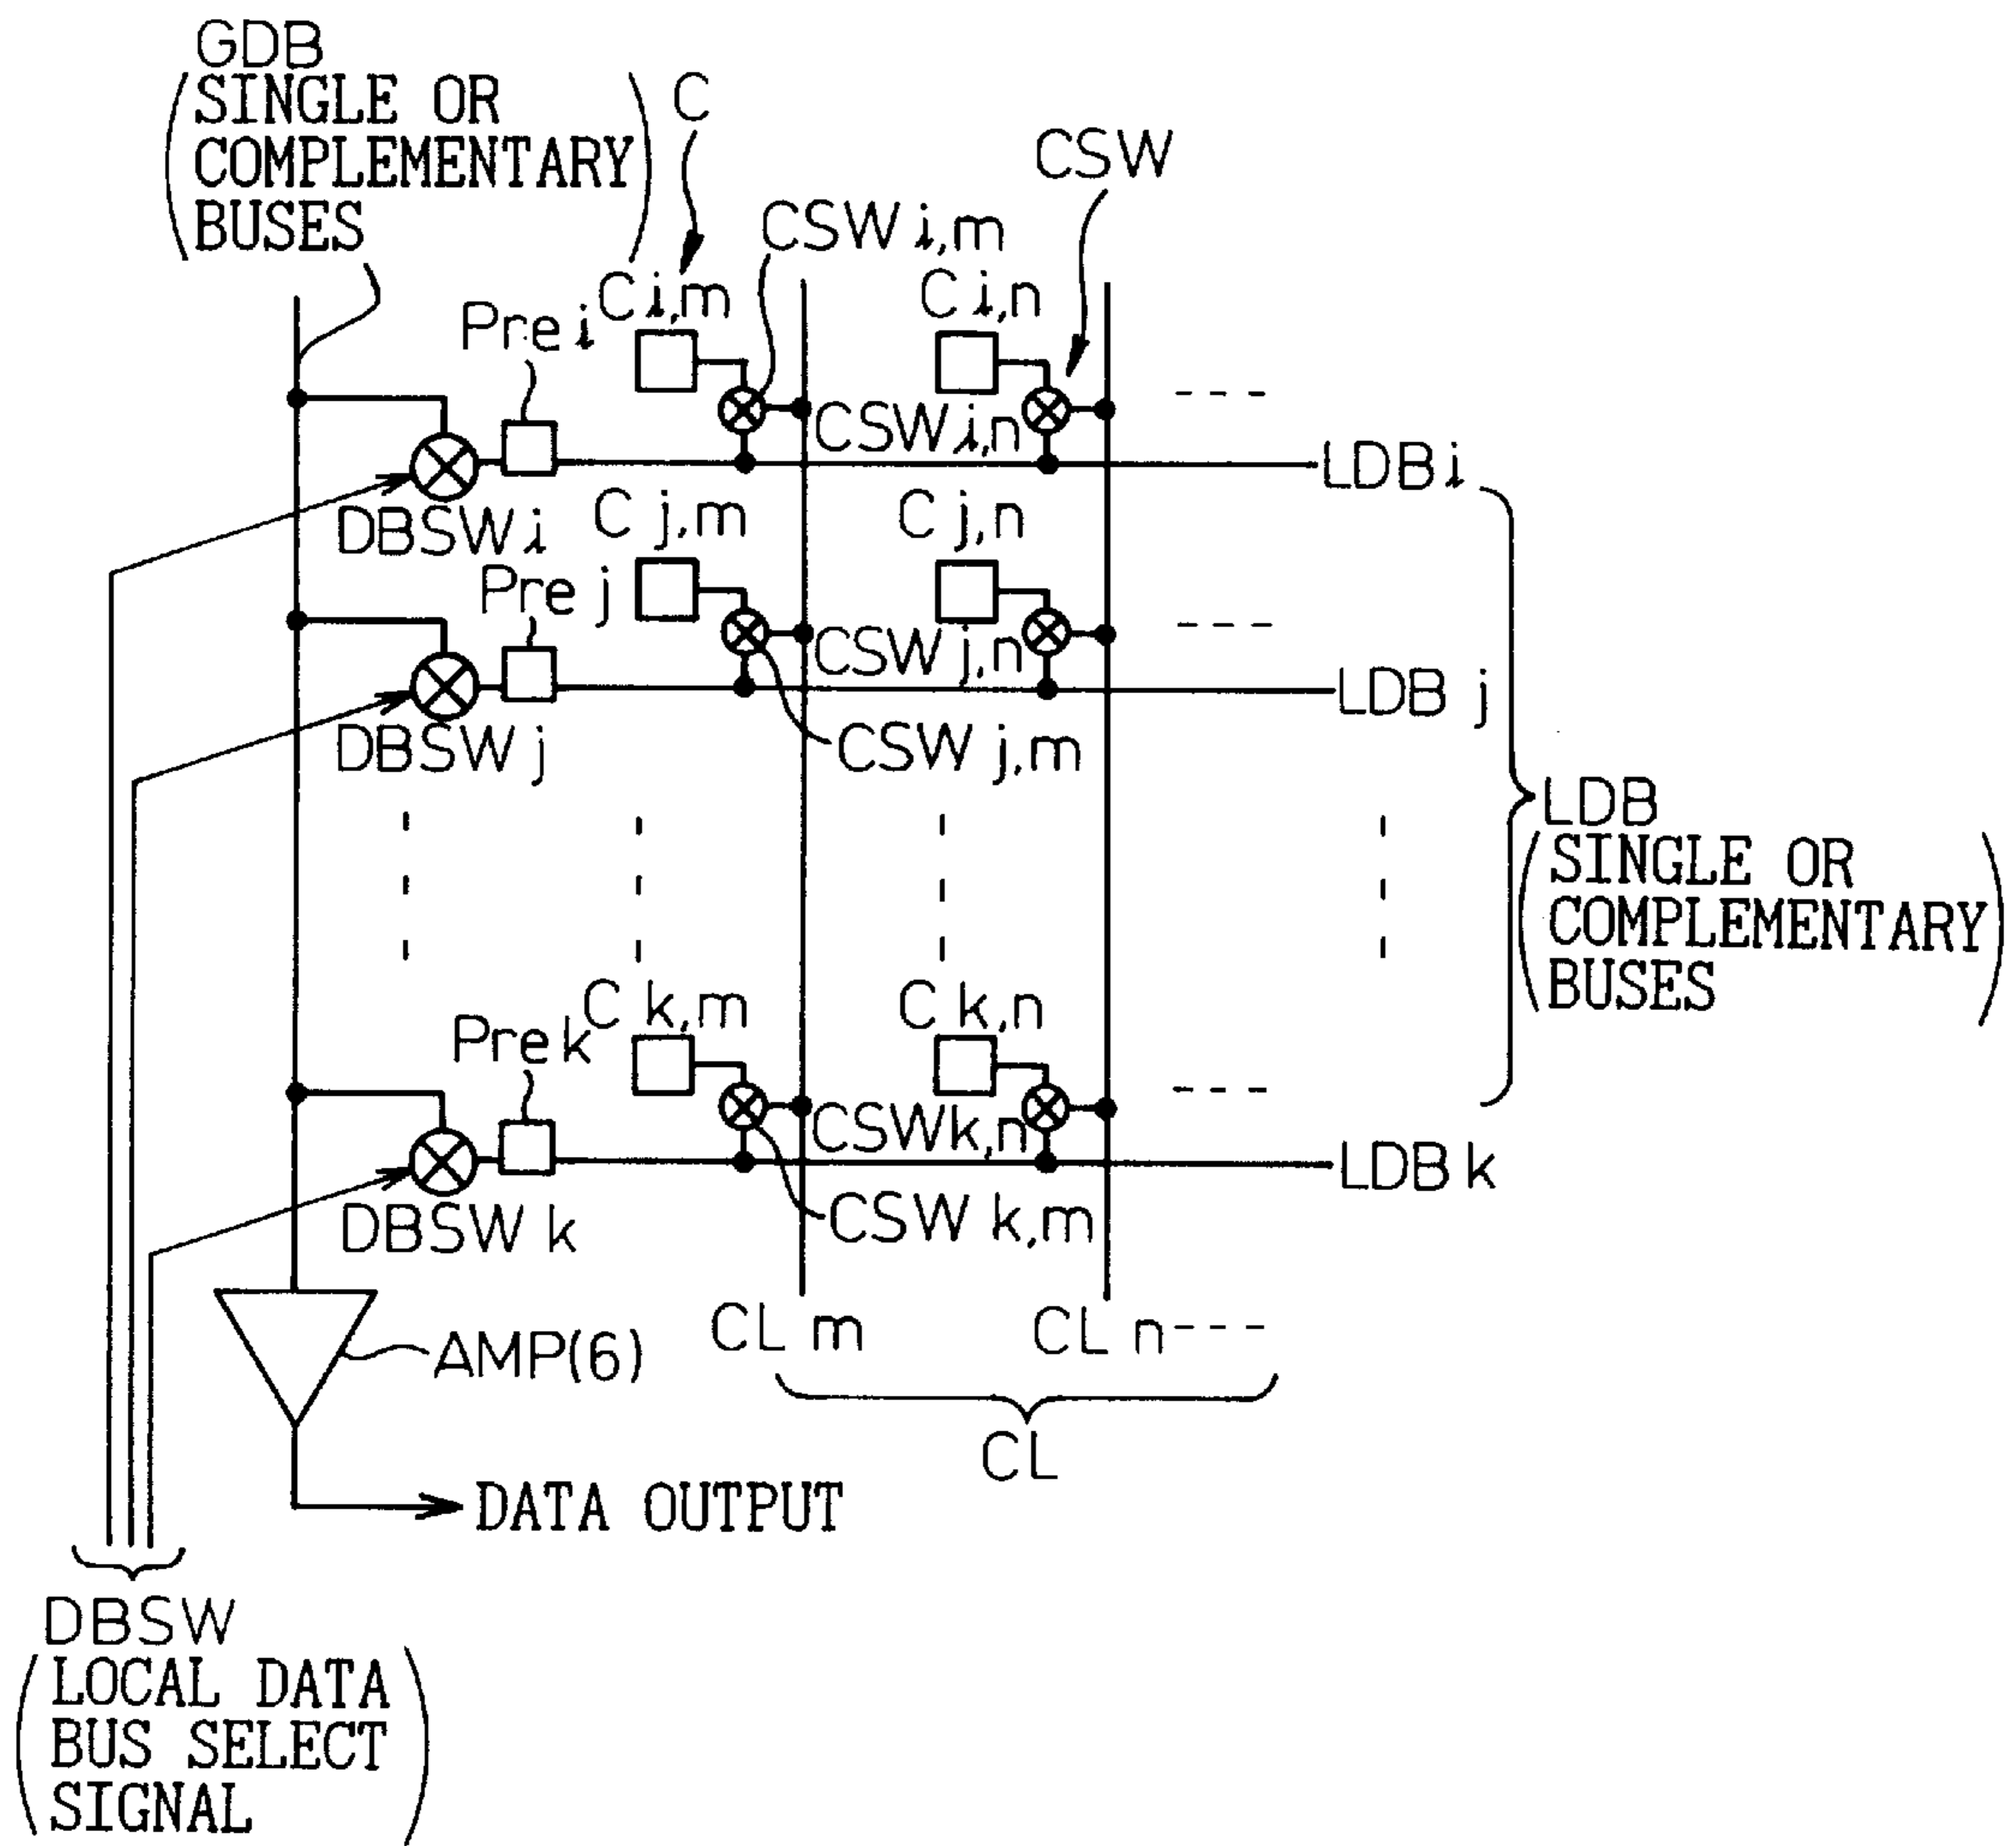 GDB
SINGLE OR
COMPLEMENTARY
BUSES
C
CSW
CSW i,m
C i,m
C i,n
Pre i
CSW i,n
LDB i
DBSW i
C j,m
C j,n
Pre j
CSW j,n
LDB j
DBSW j
CSW j,m
LDB
SINGLE OR
COMPLEMENTARY
BUSES
C k,m
C k,n
Pre k
CSW k,n
LDB k
DBSW k
CSW k,m
CL m
CL n ---
AMP(6)
CL
DATA OUTPUT
DBSW
LOCAL DATA
BUS SELECT
SIGNAL